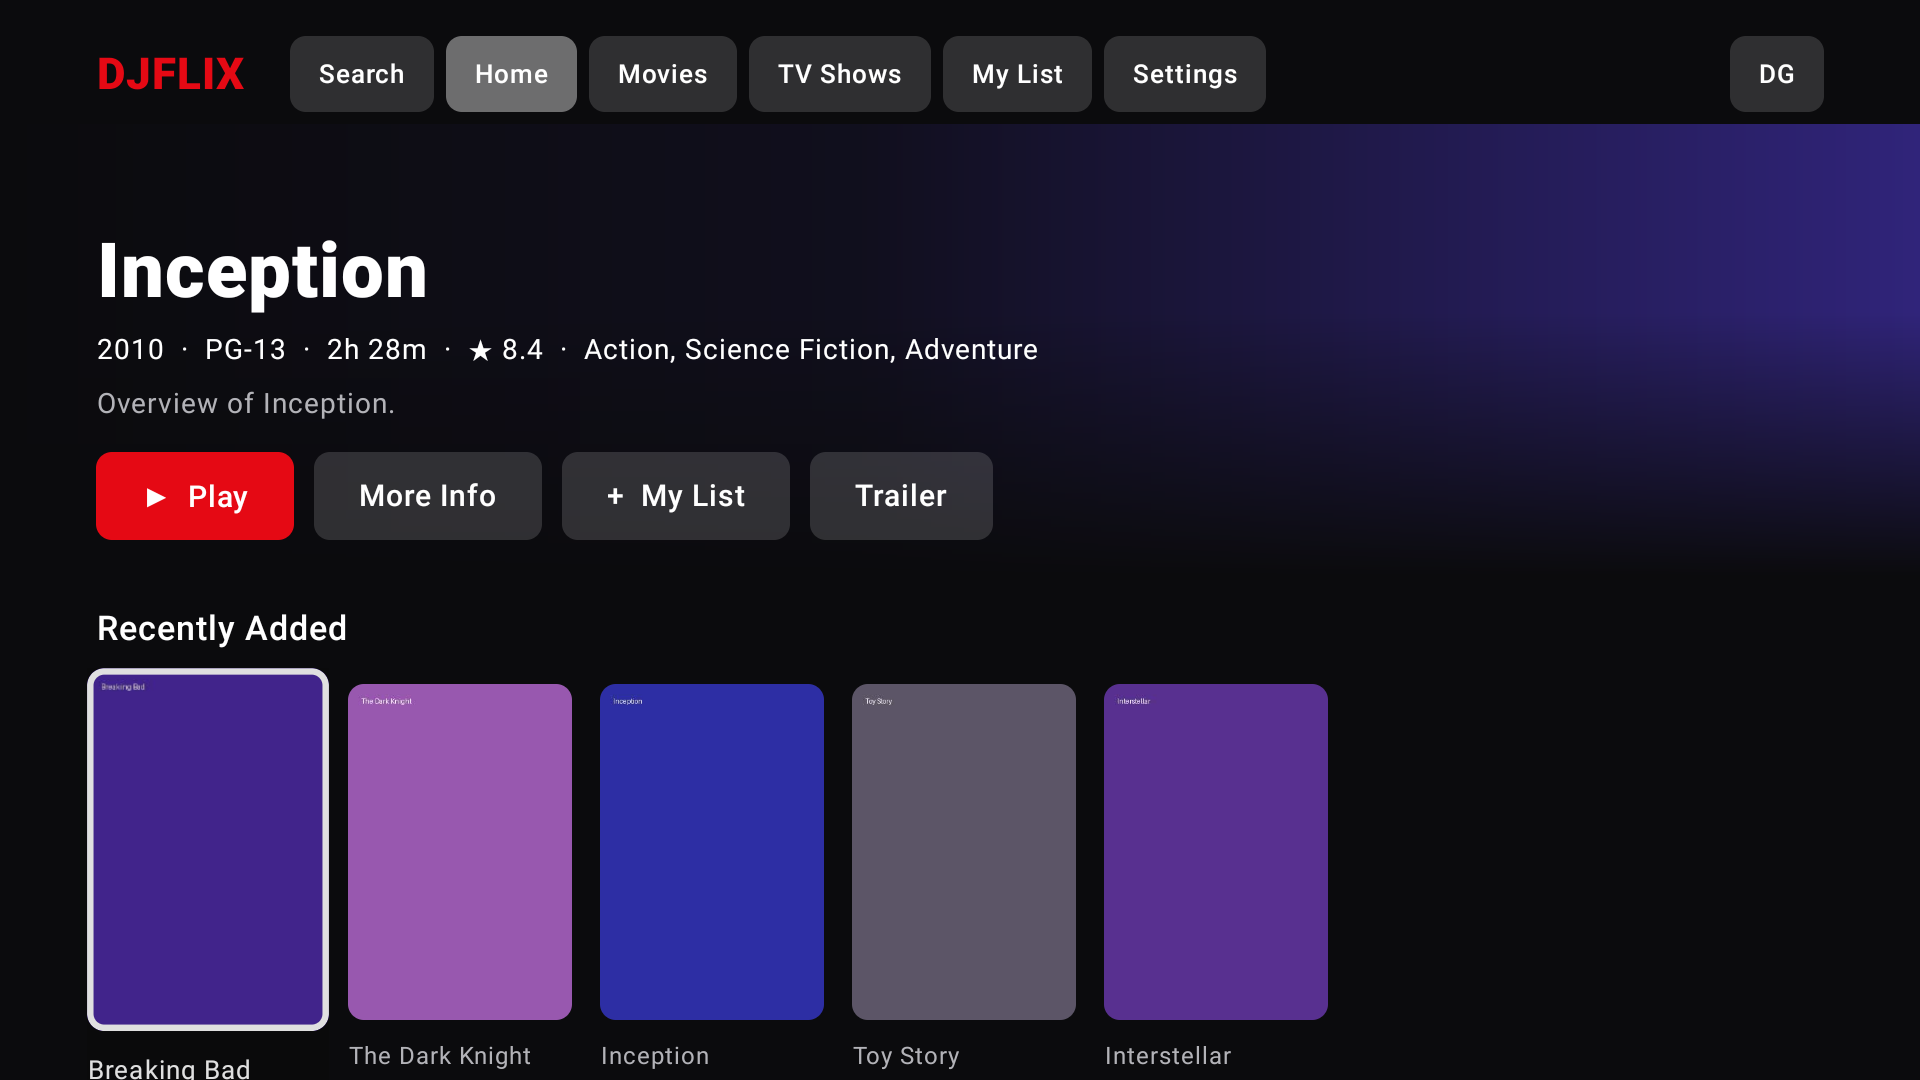 DJFLIX Search Home Movies TV Shows My List Settings DG
Inception
2010 · PG-13 · 2h 28m · ★ 8.4 · Action, Science Fiction, Adventure
Overview of Inception.
▶ Play More Info + My List Trailer
Recently Added
Breaking Bad The Dark Knight Inception Toy Story Interstellar
Breaking Bad The Dark Knight Inception Toy Story Interstellar